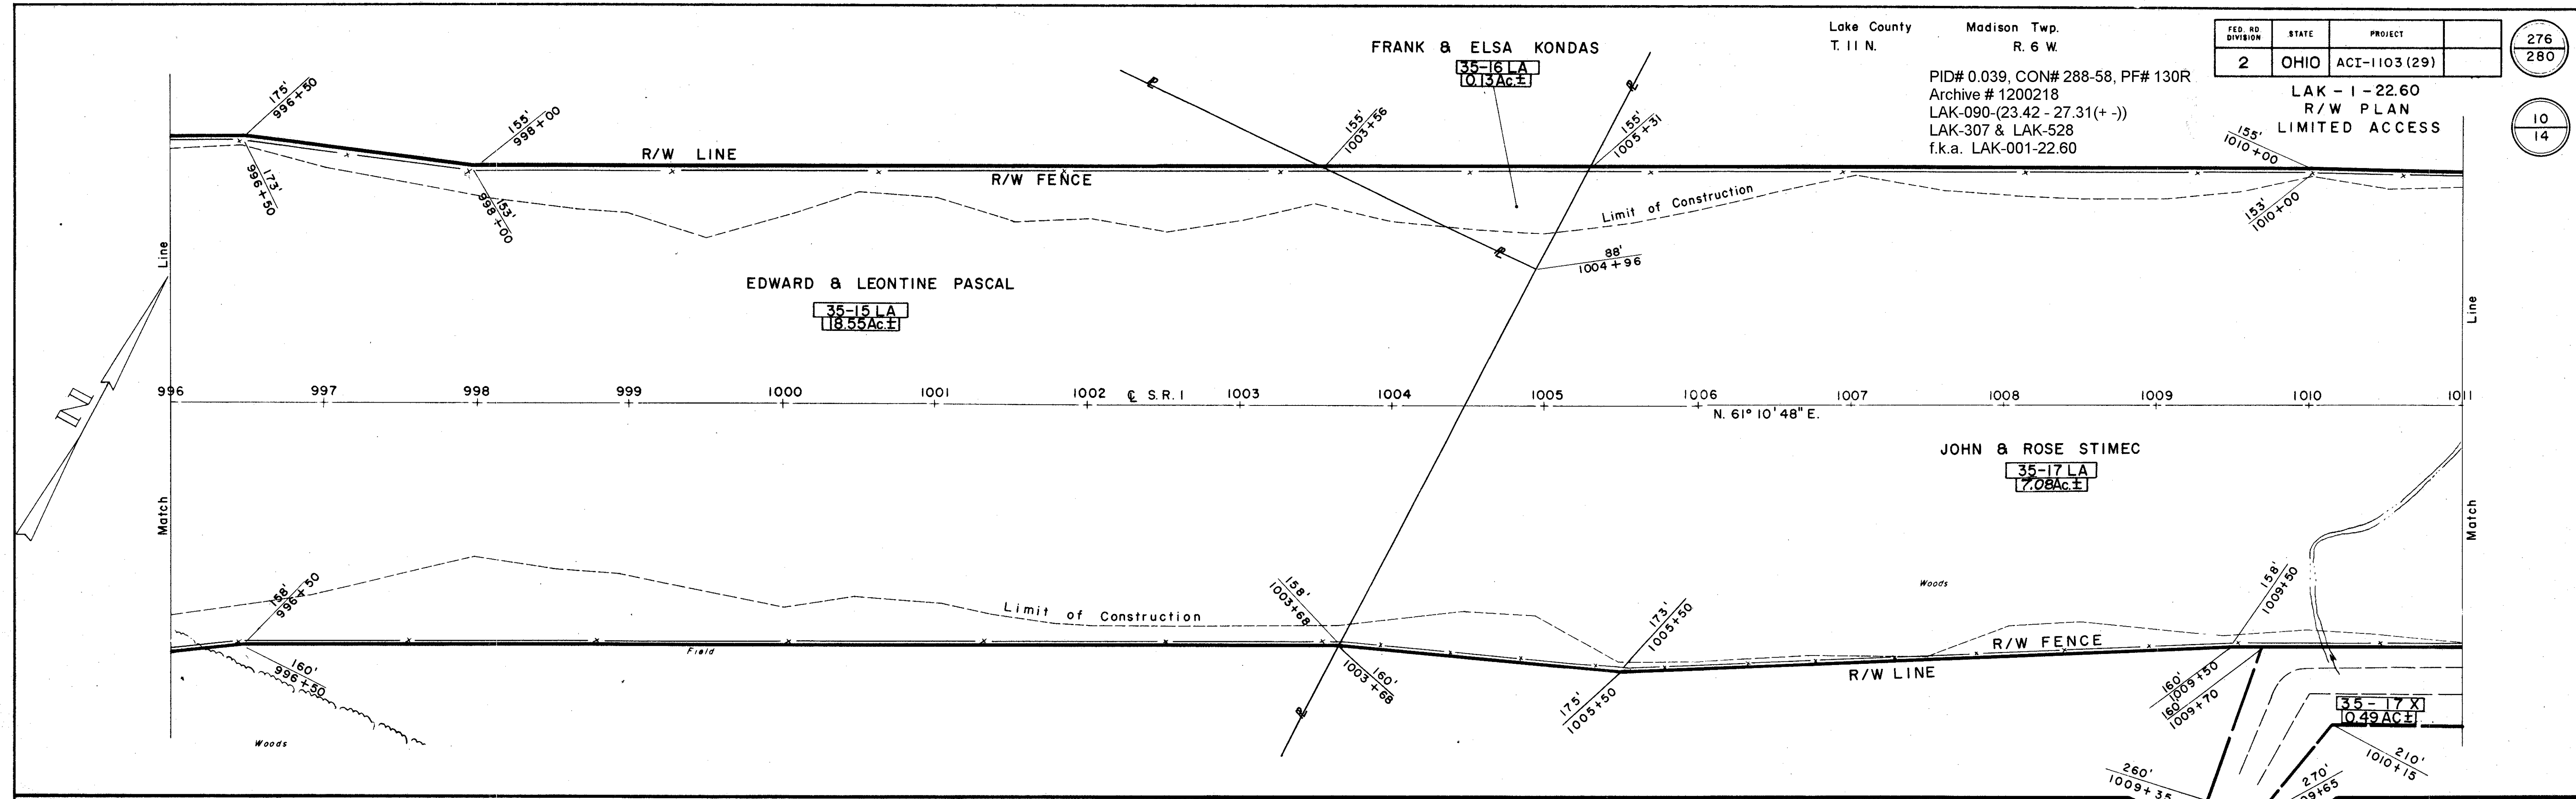 Lake County Madison Twp.
T. 11 N. R. 6 W.
FED. RD. DIVISION STATE PROJECT
2 OHIO ACI-1103(29)
276
280
LAK - 1 - 22.60
R/W PLAN
LIMITED ACCESS
10
14
PID# 0.039, CON# 288-58, PF# 130R
Archive # 1200218
LAK-090-(23.42 - 27.31(+ -))
LAK-307 & LAK-528
f.k.a. LAK-001-22.60
FRANK & ELSA KONDAS
35-16 LA
0.13Ac.±
175'
996+50
155'
998+00
155'
1003+56
155'
1005+31
155'
1010+00
R/W LINE
R/W FENCE
173'
996+50
153'
998+00
153'
1010+00
Limit of Construction
88'
1004+96
Line
Line
EDWARD & LEONTINE PASCAL
35-15 LA
18.55Ac.±
N
996 997 998 999 1000 1001 1002 ℄ S.R.1 1003 1004 1005 1006 1007 1008 1009 1010 1011
N. 61° 10' 48" E.
JOHN & ROSE STIMEC
35-17 LA
7.08Ac.±
Match
Match
Woods
158'
996+50
158'
1003+68
173'
1005+50
158'
1009+50
Limit of Construction
R/W FENCE
Field
R/W LINE
160'
996+50
160'
1003+68
175'
1005+50
160'
1009+50
160'
1009+70
35-17 X
0.49 AC±
Woods
210'
1010+15
260'
1009+35
270'
09+65